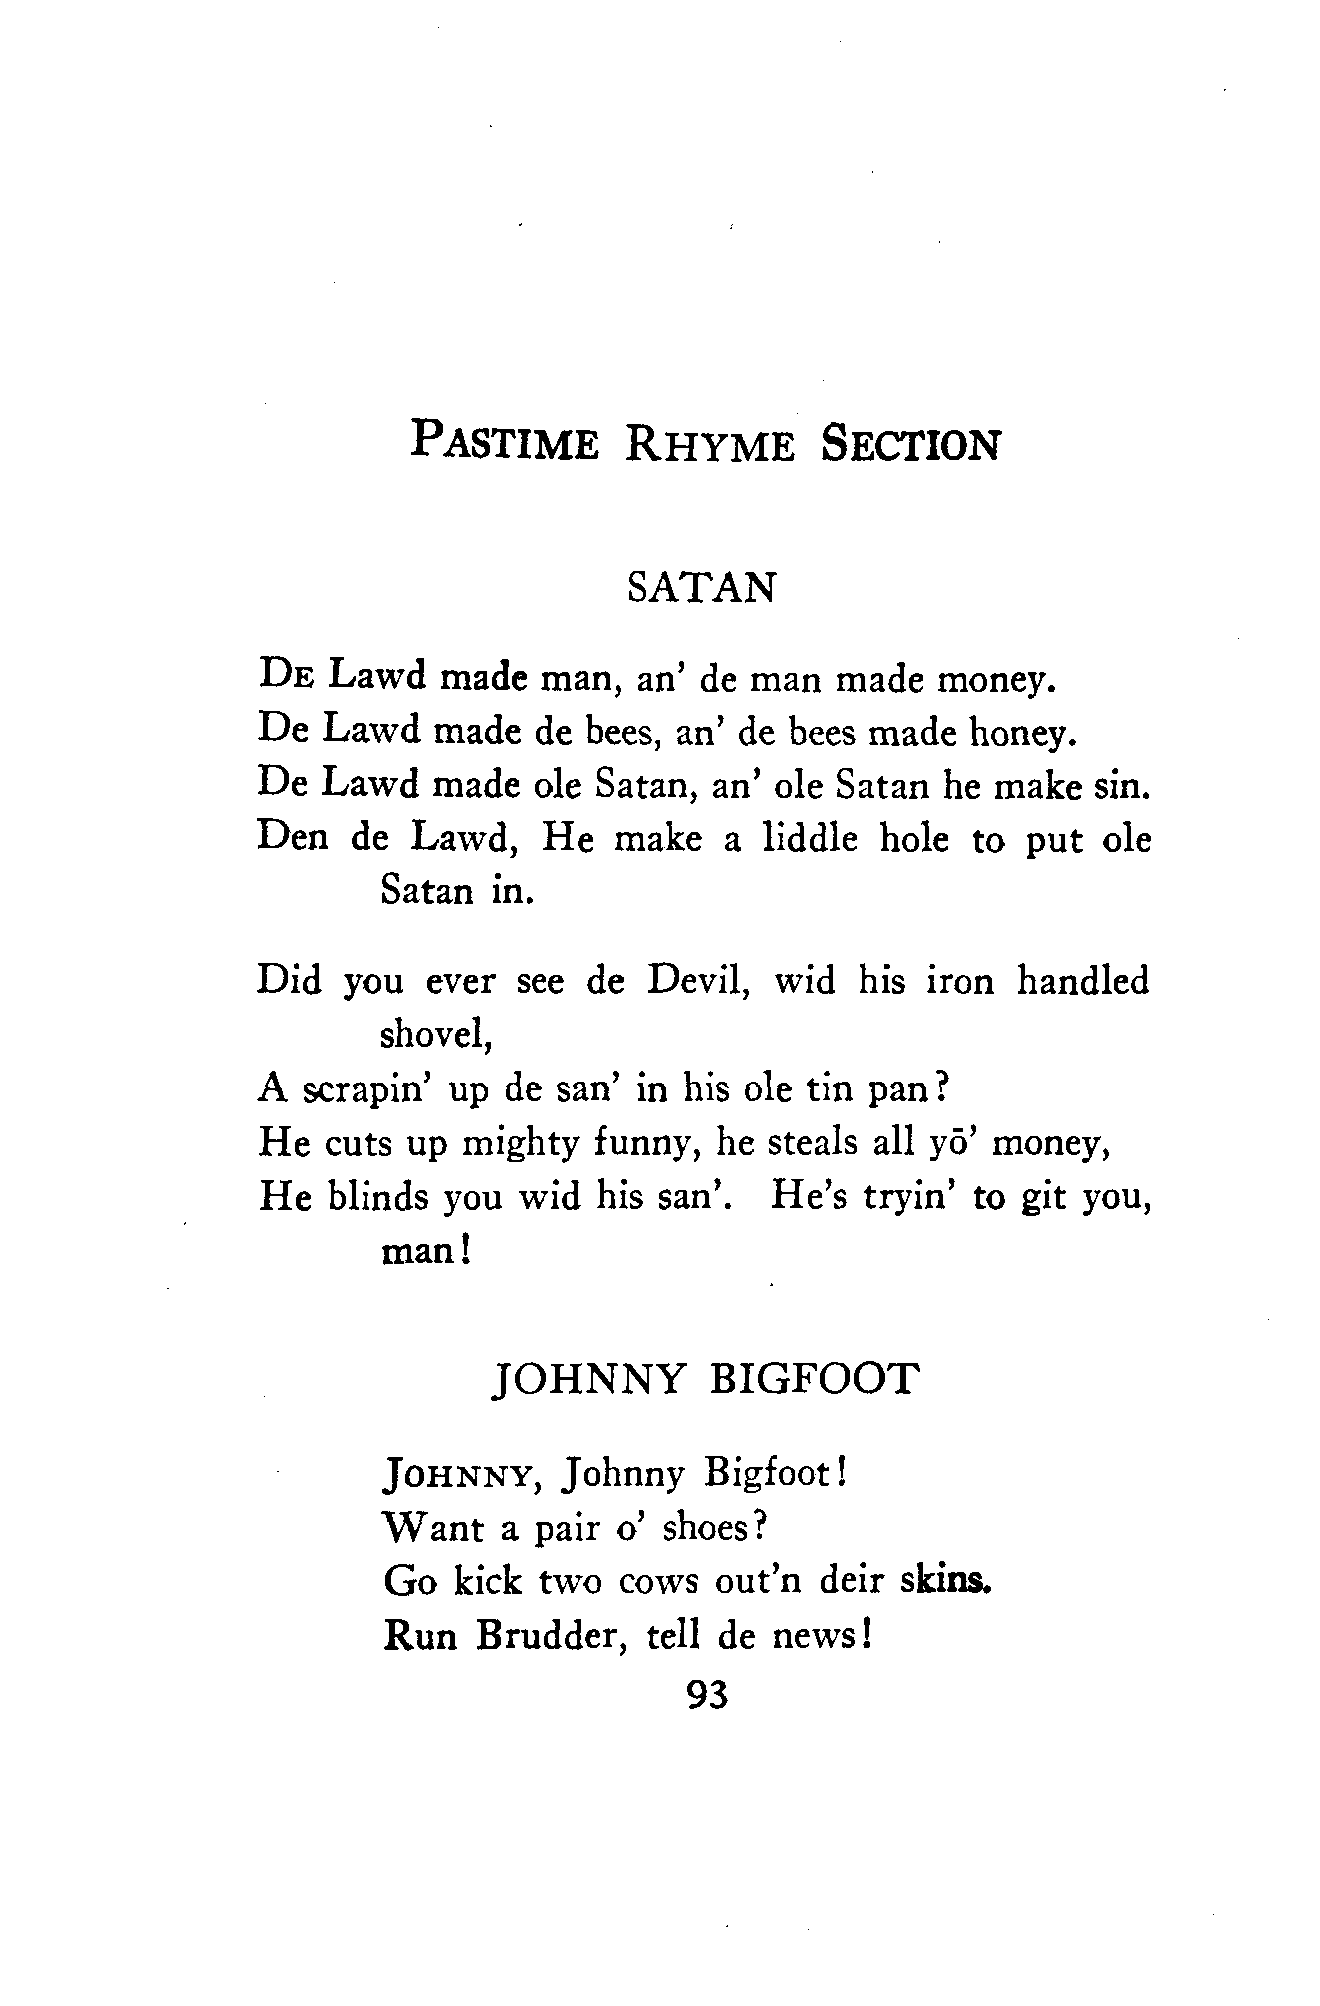 PASTIME RHYME SECTION
SATAN
DE Lawd made man, an' de man made money.
De Lawd made de bees, an' de bees made honey.
De Lawd made ole Satan, an' ole Satan he make sin.
Den de Lawd, He make a liddle hole to put ole
Satan in.
Did you ever see de Devil, wid his iron handled
shovel,
A scrapin' up de san' in his ole tin pan?
He cuts up mighty funny, he steals all yō' money,
He blinds you wid his san'. He's tryin' to git you,
man!
JOHNNY BIGFOOT
JOHNNY, Johnny Bigfoot!
Want a pair o' shoes?
Go kick two cows out'n deir skins.
Run Brudder, tell de news!
93